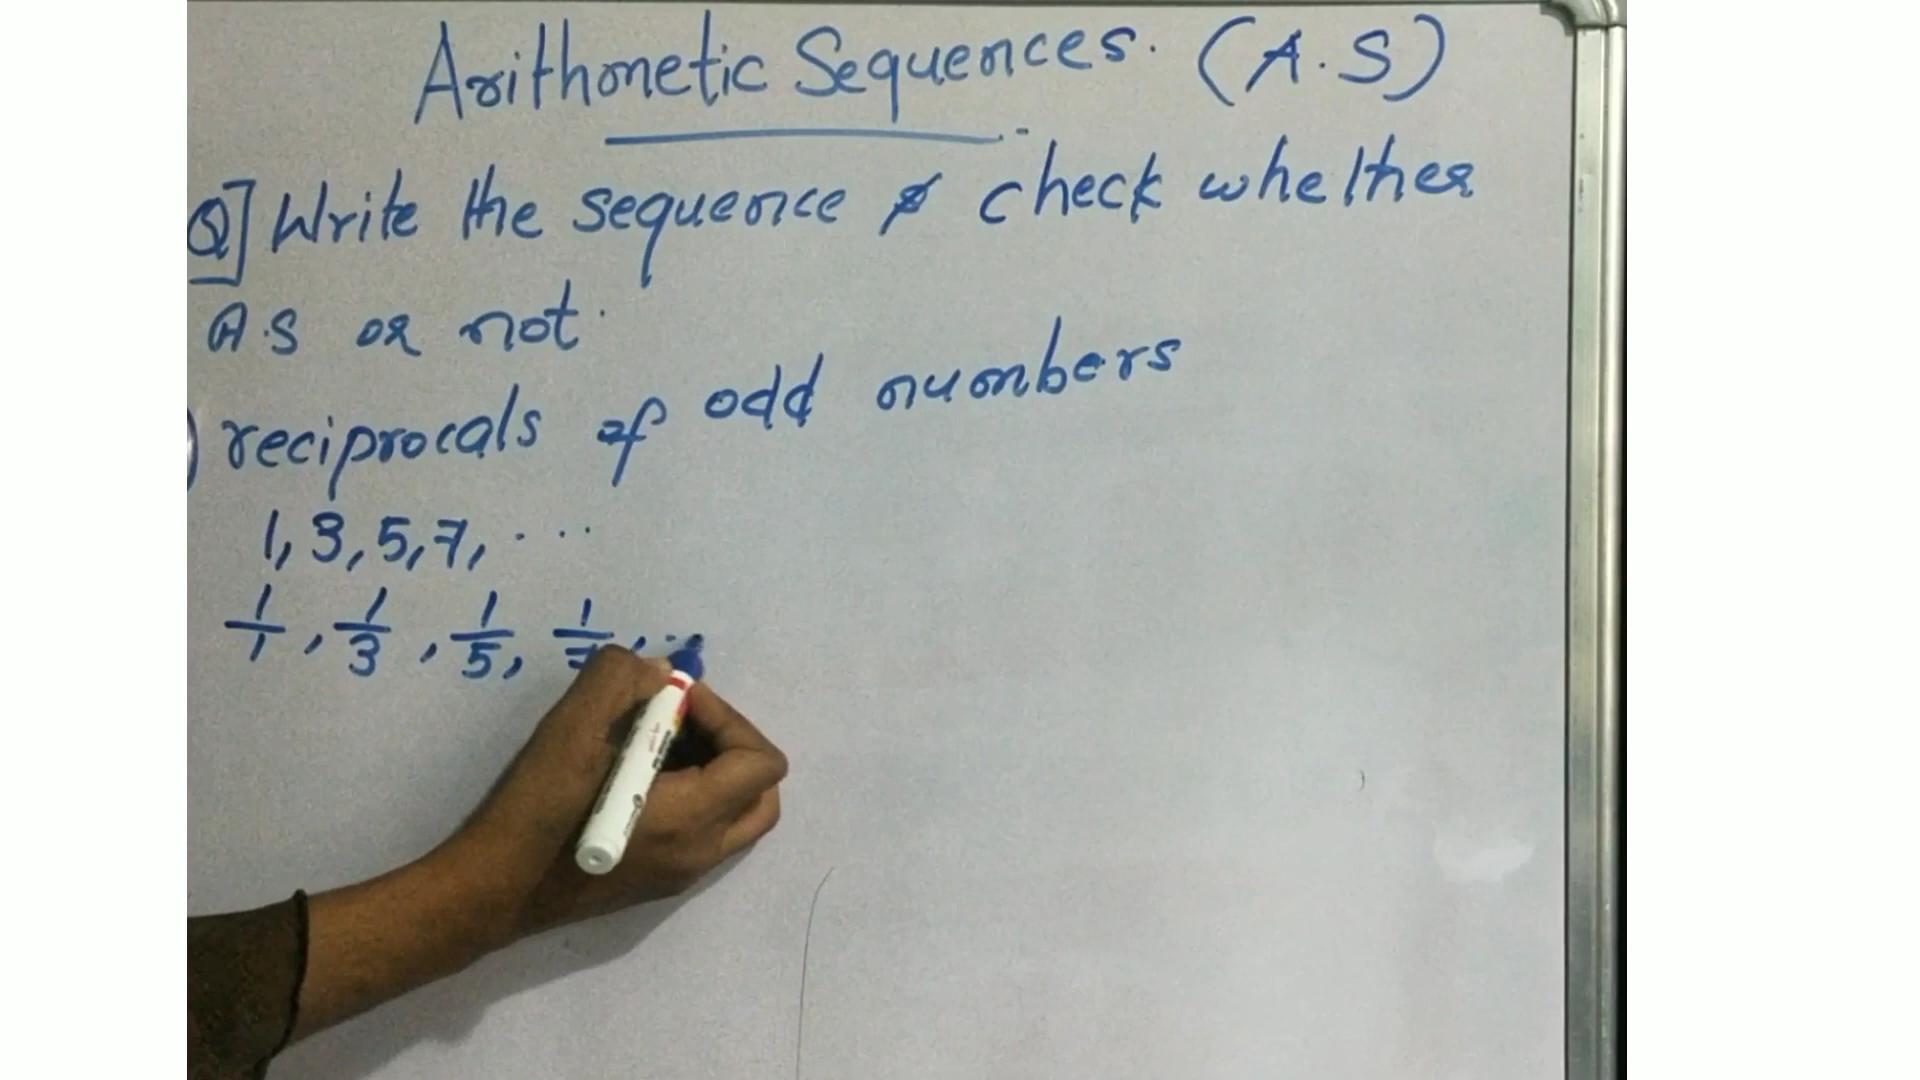 Arithmetic Sequences. (A.S)
Q] Write the sequence & check whether
A.S or not.
) reciprocals of odd numbers
1, 3, 5, 7, ....
1/1, 1/3, 1/5, 1/7, ..